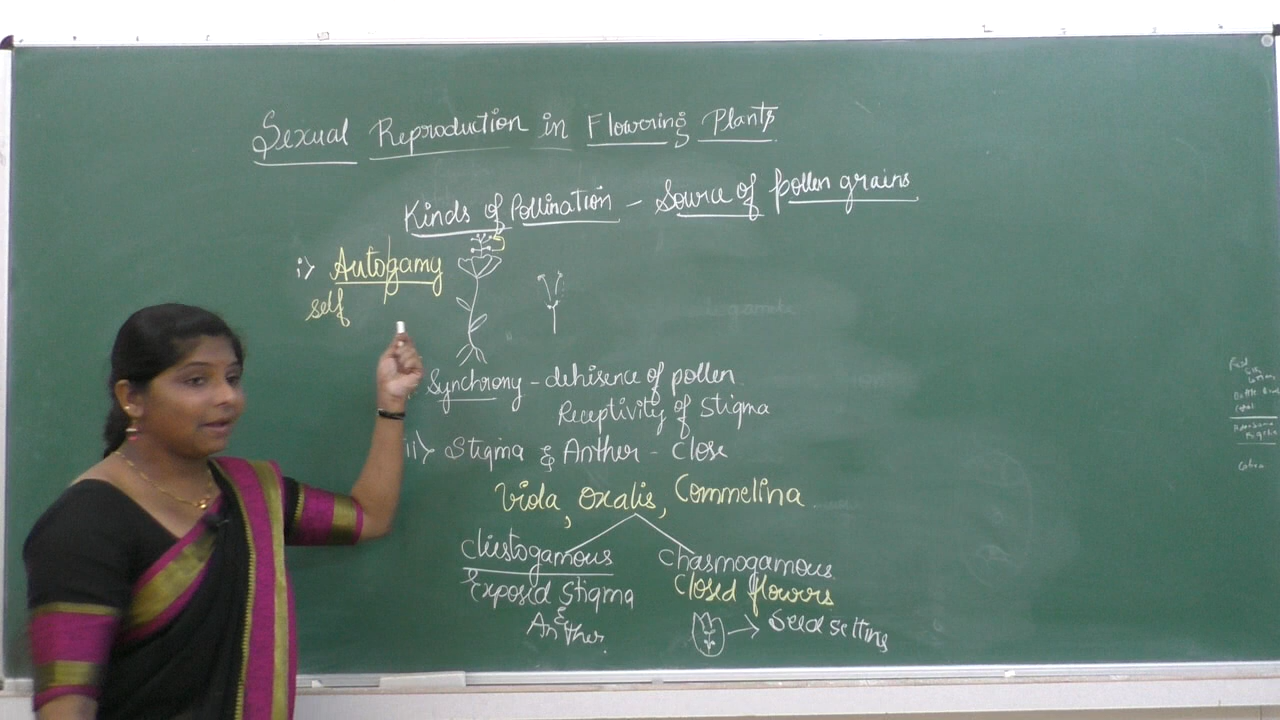 Sexual Reproduction in Flowering Plants
Kinds of Pollination - Source of pollen grains
i) Autogamy
self
Synchrony - dehisence of pollen
Receptivity of Stigma
ii) Stigma & Anther - Close
Viola, Oxalis, Commelina
cliestogamous chasmogamous
Exposed Stigma closed flowers
&
Anther. → Seed setting